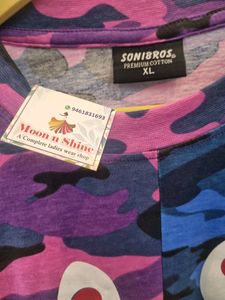 SONIBROS.
PREMIUM COTTON
XL
9461831693
Moon n Shine
A Complete ladies wear shop